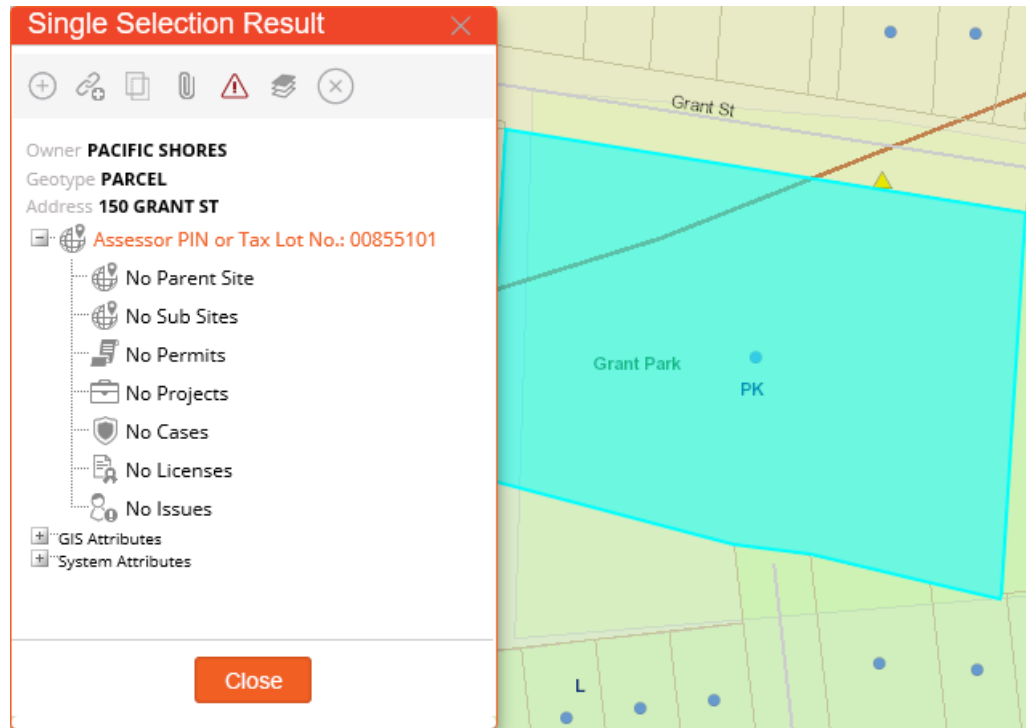 Single Selection Result
Owner PACIFIC SHORES
Geotype PARCEL
Address 150 GRANT ST
Assessor PIN or Tax Lot No.: 00855101
No Parent Site
No Sub Sites
No Permits
No Projects
No Cases
No Licenses
No Issues
GIS Attributes
System Attributes
Close
Grant St
Grant Park
PK
L